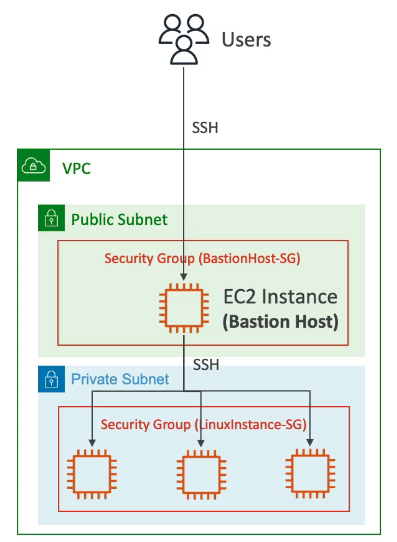 Users
SSH
VPC
Public Subnet
Security Group (BastionHost-SG)
EC2 Instance
(Bastion Host)
SSH
Private Subnet
Security Group (LinuxInstance-SG)